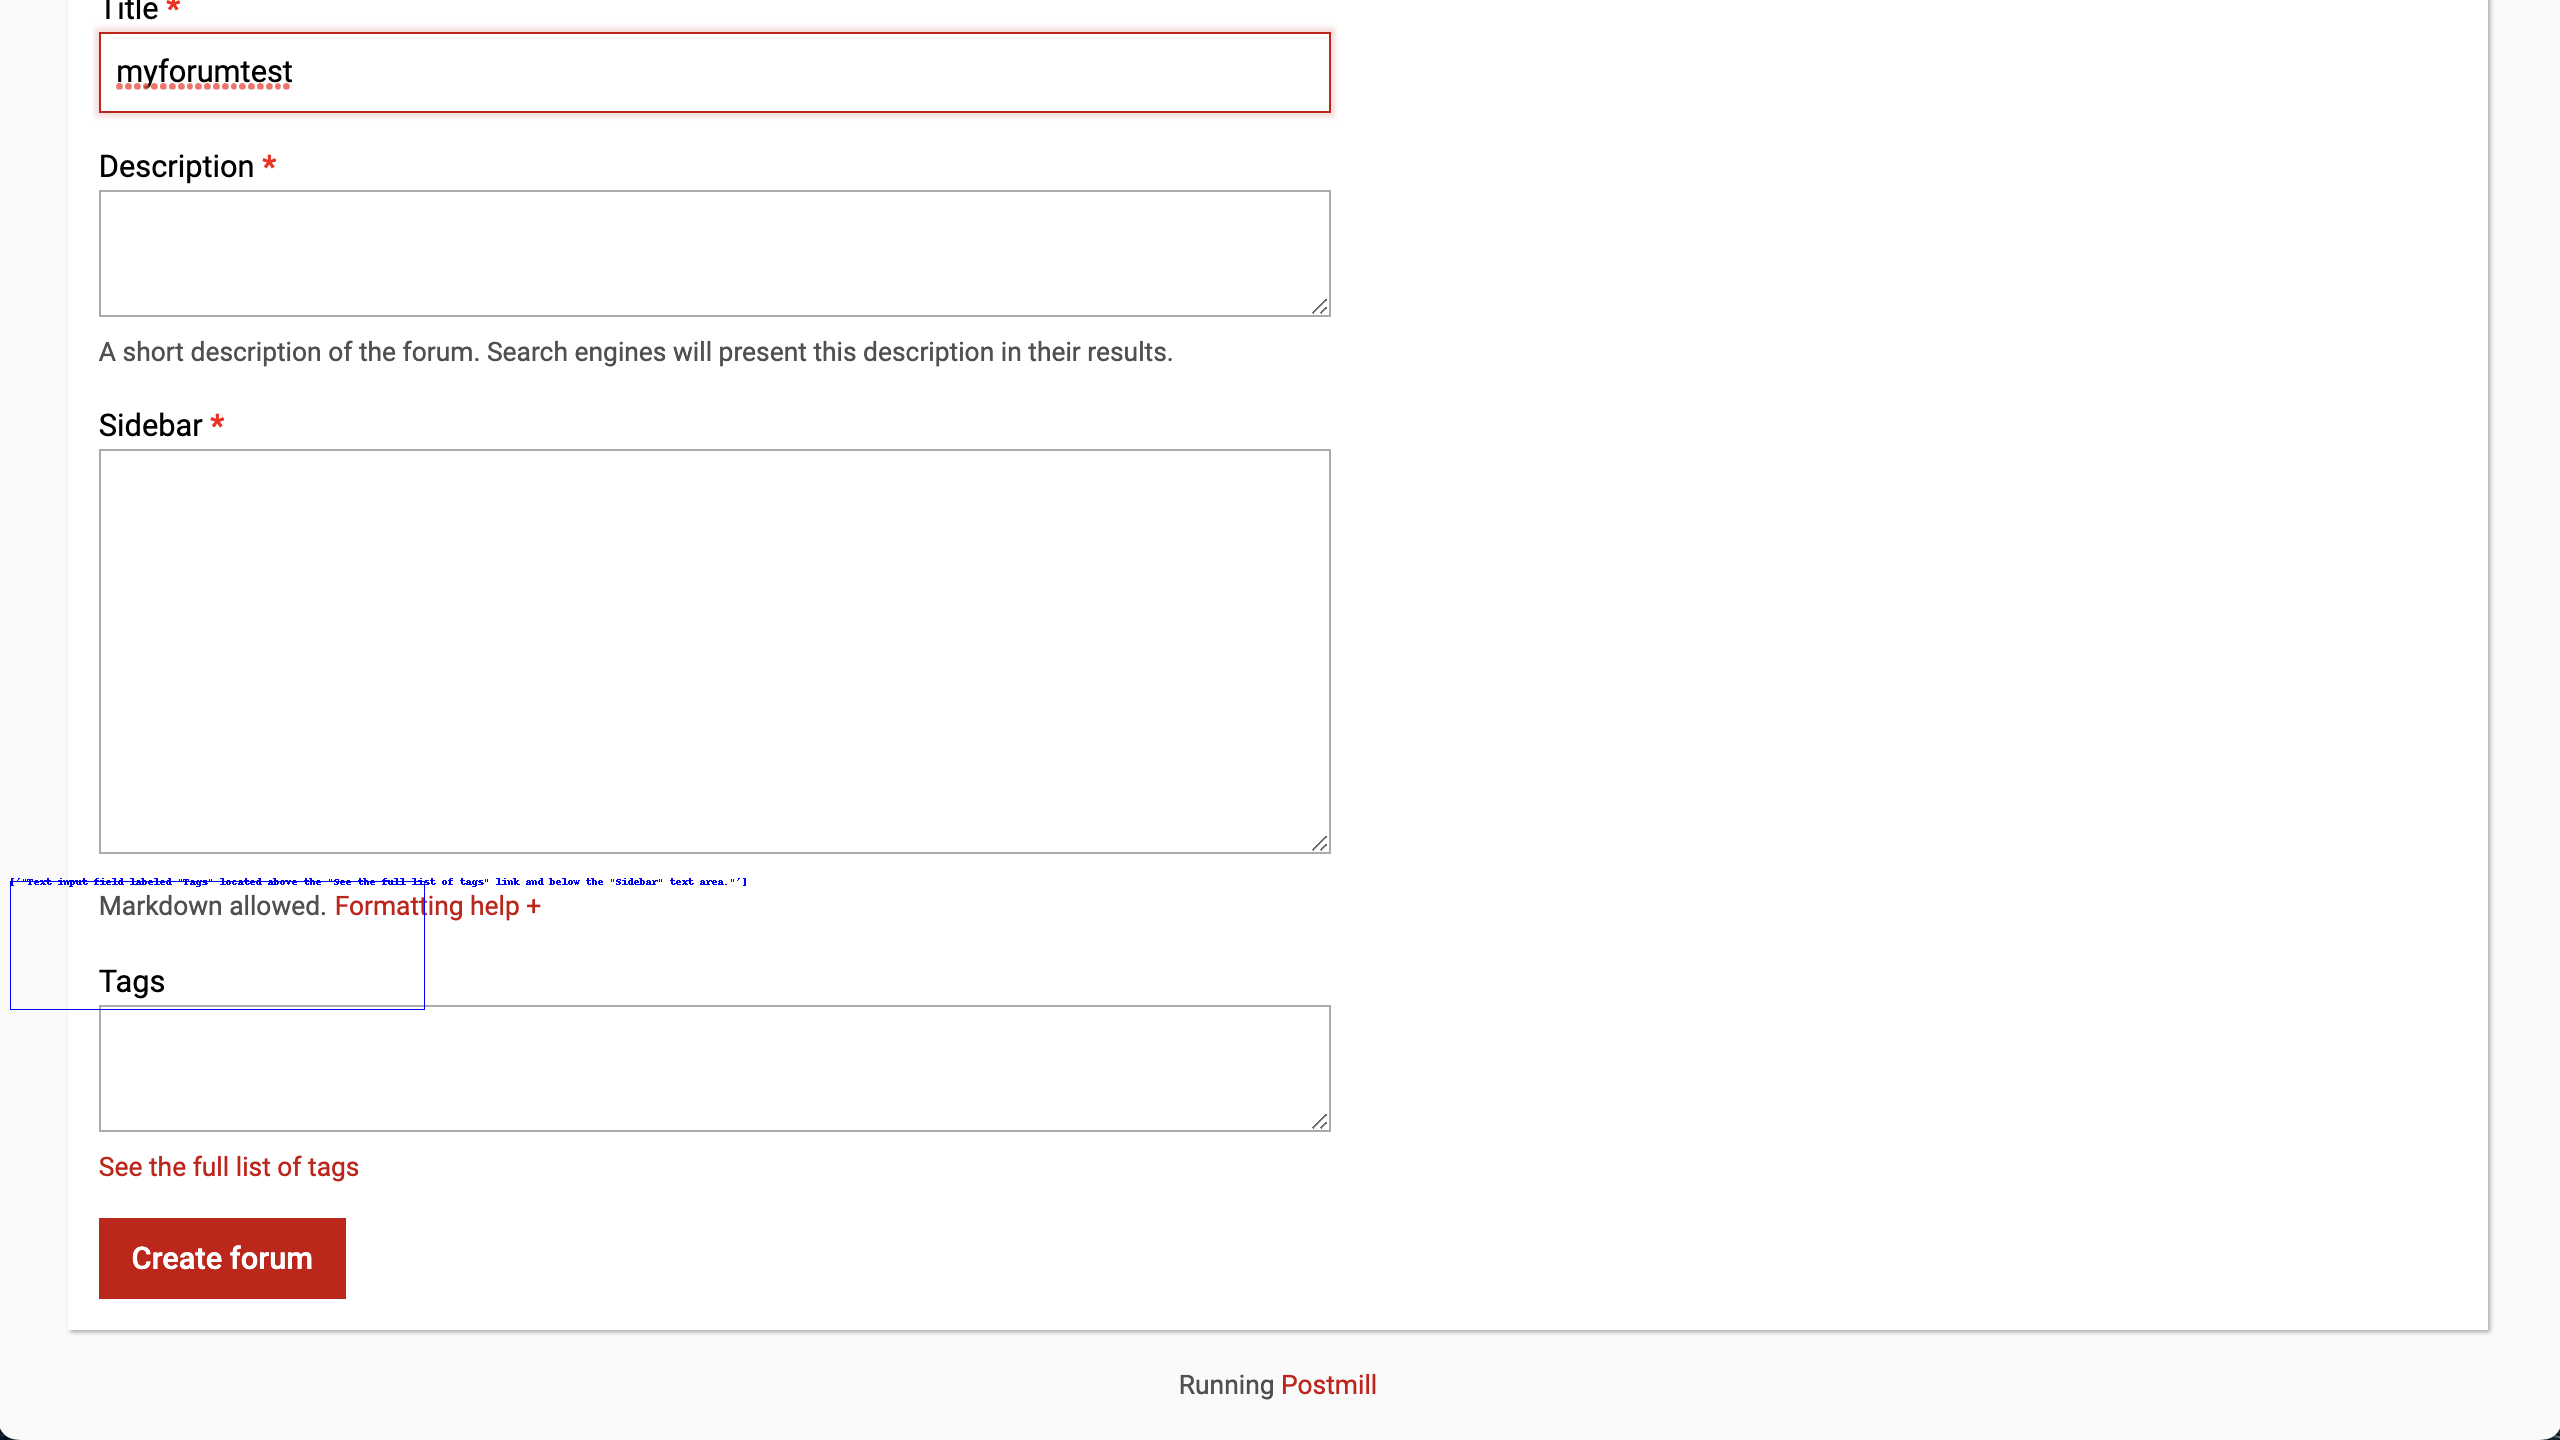 Title *
myforumtest
Description *
A short description of the forum. Search engines will present this description in their results.
Sidebar *
['"Text input field labeled "Tags" located above the "See the full list of tags" link and below the "Sidebar" text area."']
Markdown allowed. Formatting help +
Tags
See the full list of tags
Create forum
Running Postmill